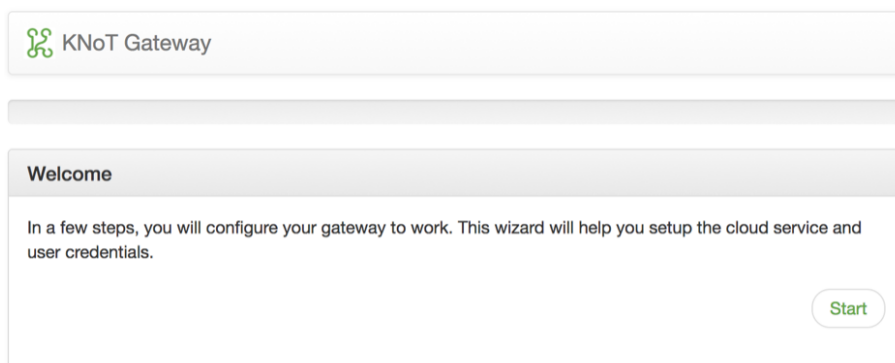 KNoT Gateway
Welcome
In a few steps, you will configure your gateway to work. This wizard will help you setup the cloud service and
user credentials.
Start